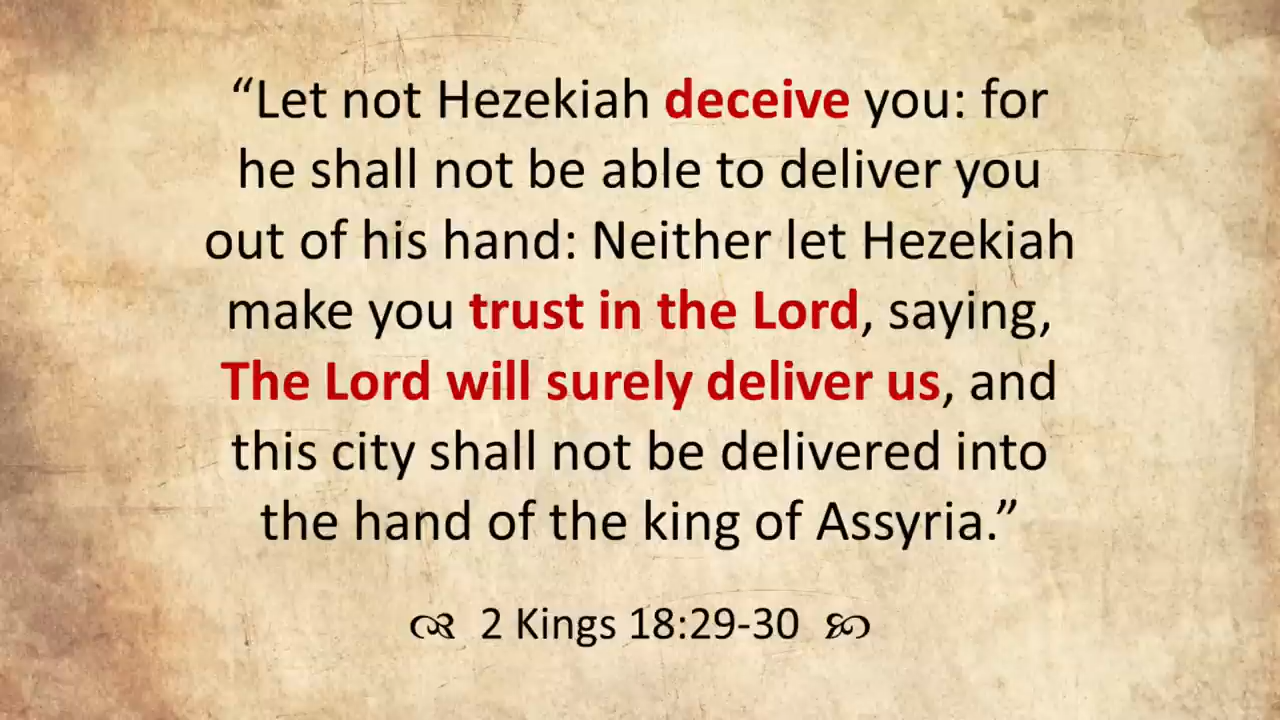 “Let not Hezekiah deceive you: for
he shall not be able to deliver you
out of his hand: Neither let Hezekiah
make you trust in the Lord, saying,
The Lord will surely deliver us, and
this city shall not be delivered into
the hand of the king of Assyria.”
2 Kings 18:29-30